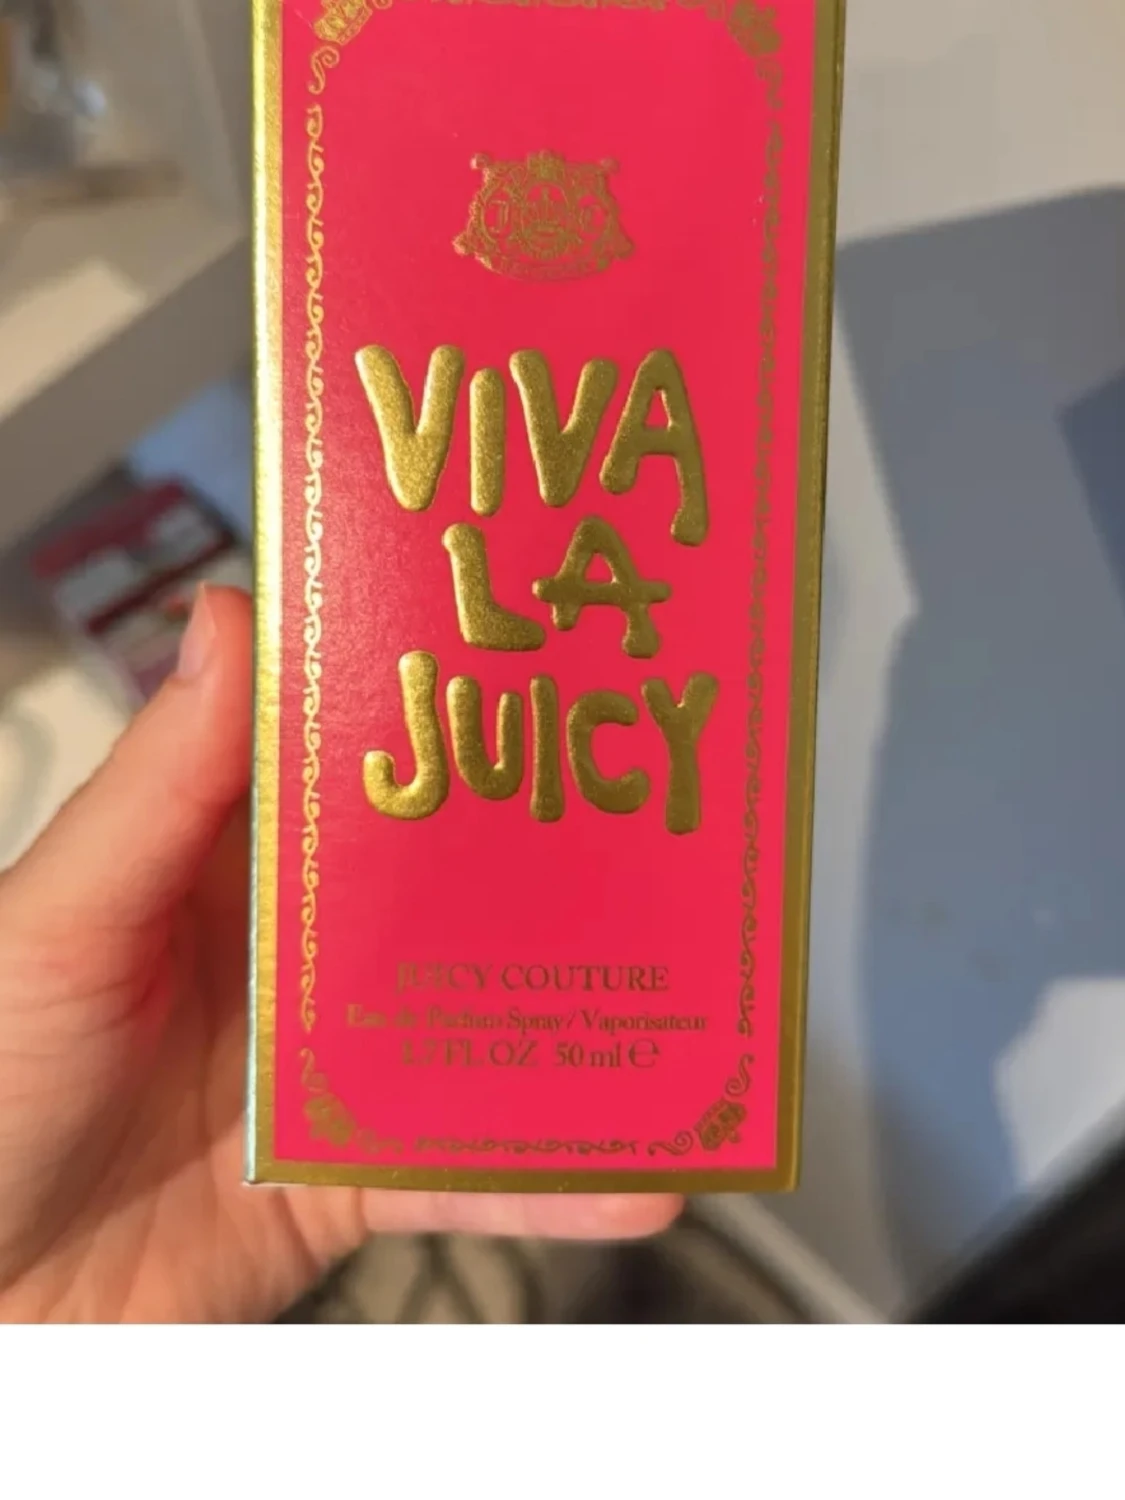 VIVA
LA
JUICY
JUICY COUTURE
Eau de Parfum Spray / Vaporisateur
1.7 FL OZ 50 ml ℮